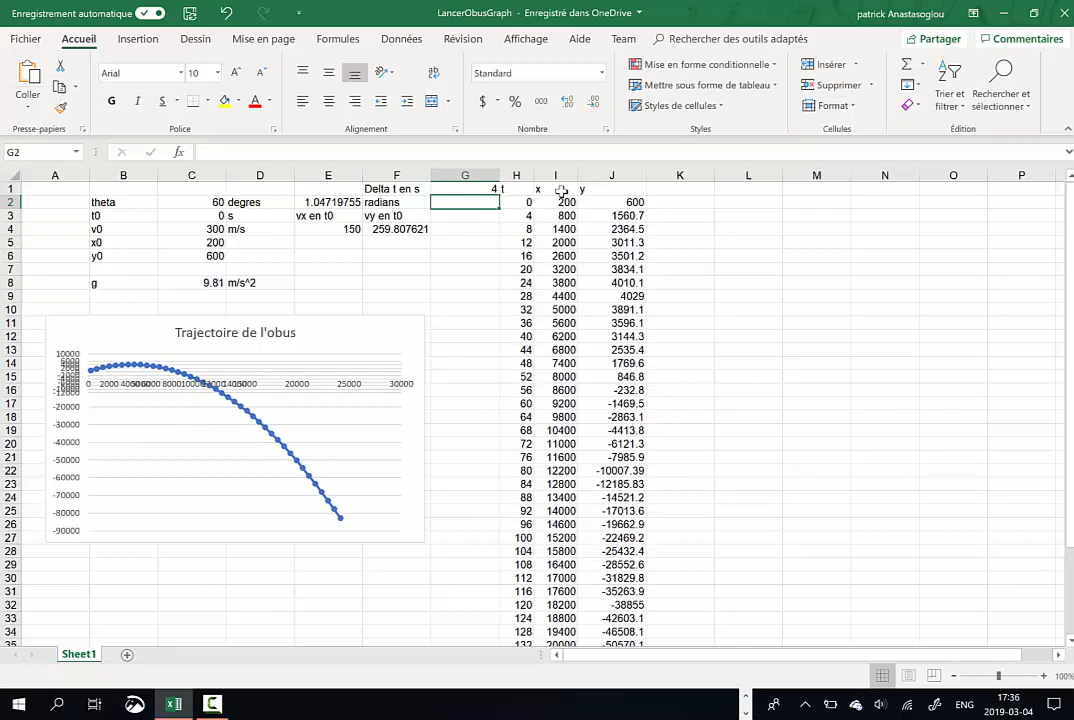 Enregistrement automatique
LancerObusGraph - Enregistré dans OneDrive
patrick Anastasoglou
Fichier Accueil Insertion Dessin Mise en page Formules Données Révision Affichage Aide Team Rechercher des outils adaptés Partager Commentaires
Coller
Arial 10
Standard
Mise en forme conditionnelle
Mettre sous forme de tableau
Styles de cellules
Insérer
Supprimer
Format
Trier et filtrer
Rechercher et sélectionner
G I S A
$ % 000
Presse-papiers Police Alignement Nombre Styles Cellules Édition
G2 fx
A B C D E F G H I J K L M N O P
1 Delta t en s 4 t x y
2 theta 60 degres 1.04719755 radians 0 200 600
3 t0 0 s vx en t0 vy en t0 4 800 1560.7
4 v0 300 m/s 150 259.807621 8 1400 2364.5
5 x0 200 12 2000 3011.3
6 y0 600 16 2600 3501.2
7 20 3200 3834.1
8 g 9.81 m/s^2 24 3800 4010.1
9 28 4400 4029
10 32 5000 3891.1
11 36 5600 3596.1
12 40 6200 3144.3
13 44 6800 2535.4
14 48 7400 1769.6
15 52 8000 846.8
16 56 8600 -232.8
17 60 9200 -1469.5
18 64 9800 -2863.1
19 68 10400 -4413.8
20 72 11000 -6121.3
21 76 11600 -7985.9
22 80 12200 -10007.39
23 84 12800 -12185.83
24 88 13400 -14521.2
25 92 14000 -17013.6
26 96 14600 -19662.9
27 100 15200 -22469.2
28 104 15800 -25432.4
29 108 16400 -28552.6
30 112 17000 -31829.8
31 116 17600 -35263.9
32 120 18200 -38855
33 124 18800 -42603.1
34 128 19400 -46508.1
35 132 20000 -50570.1
Trajectoire de l'obus
10000
-20000
-30000
-40000
-50000
-60000
-70000
-80000
-90000
0 2000 20000 25000 30000
Sheet1
100%
ENG
17:36
2019-03-04